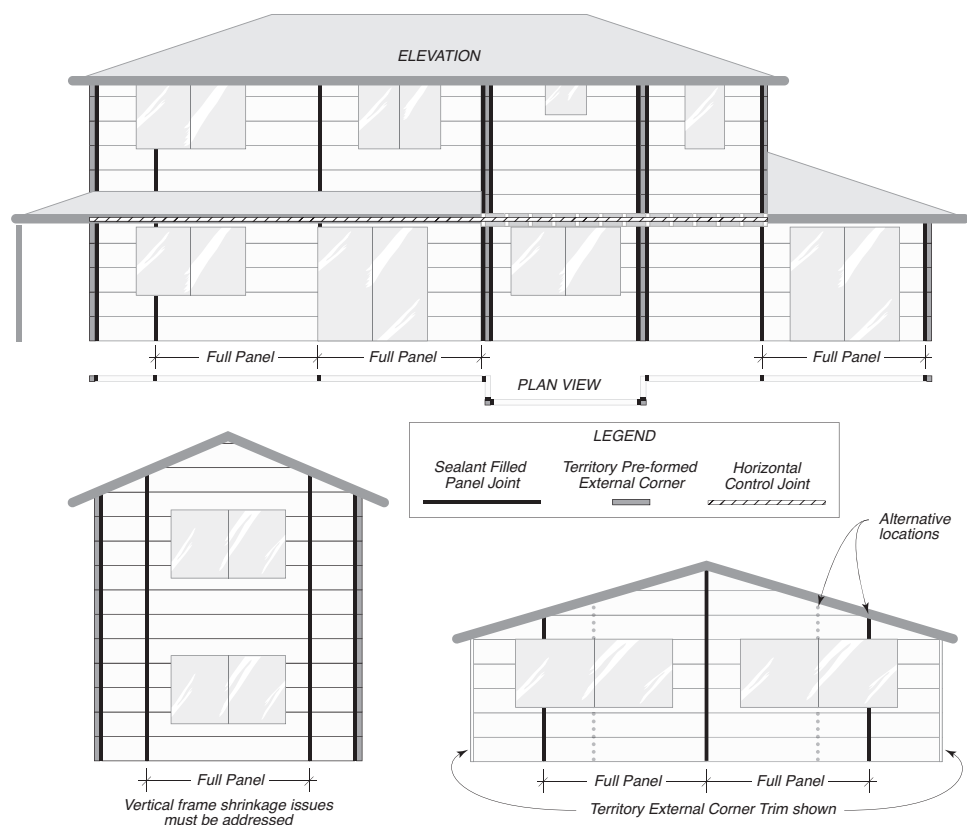 ELEVATION
Full Panel
Full Panel
Full Panel
PLAN VIEW
LEGEND
Sealant Filled
Panel Joint
Territory Pre-formed
External Corner
Horizontal
Control Joint
Alternative
locations
Full Panel
Vertical frame shrinkage issues
must be addressed
Full Panel
Full Panel
Territory External Corner Trim shown